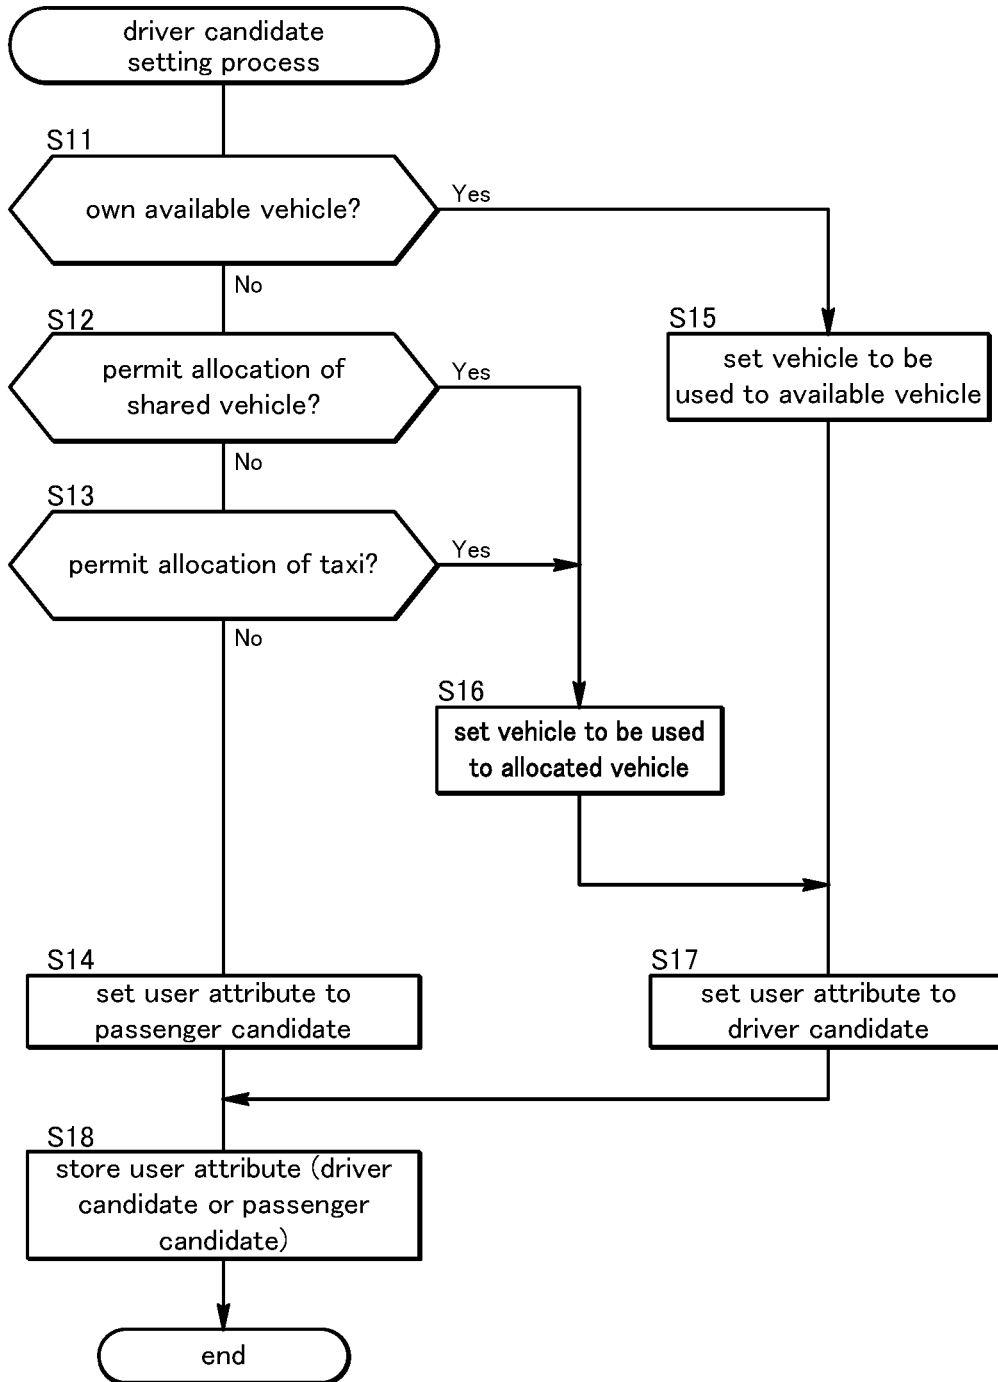 driver candidate
setting process
S11
own available vehicle?
Yes
No
S12
permit allocation of
shared vehicle?
Yes
No
S15
set vehicle to be
used to available vehicle
S13
permit allocation of taxi?
Yes
No
S16
set vehicle to be used
to allocated vehicle
S14
set user attribute to
passenger candidate
S17
set user attribute to
driver candidate
S18
store user attribute (driver
candidate or passenger
candidate)
end